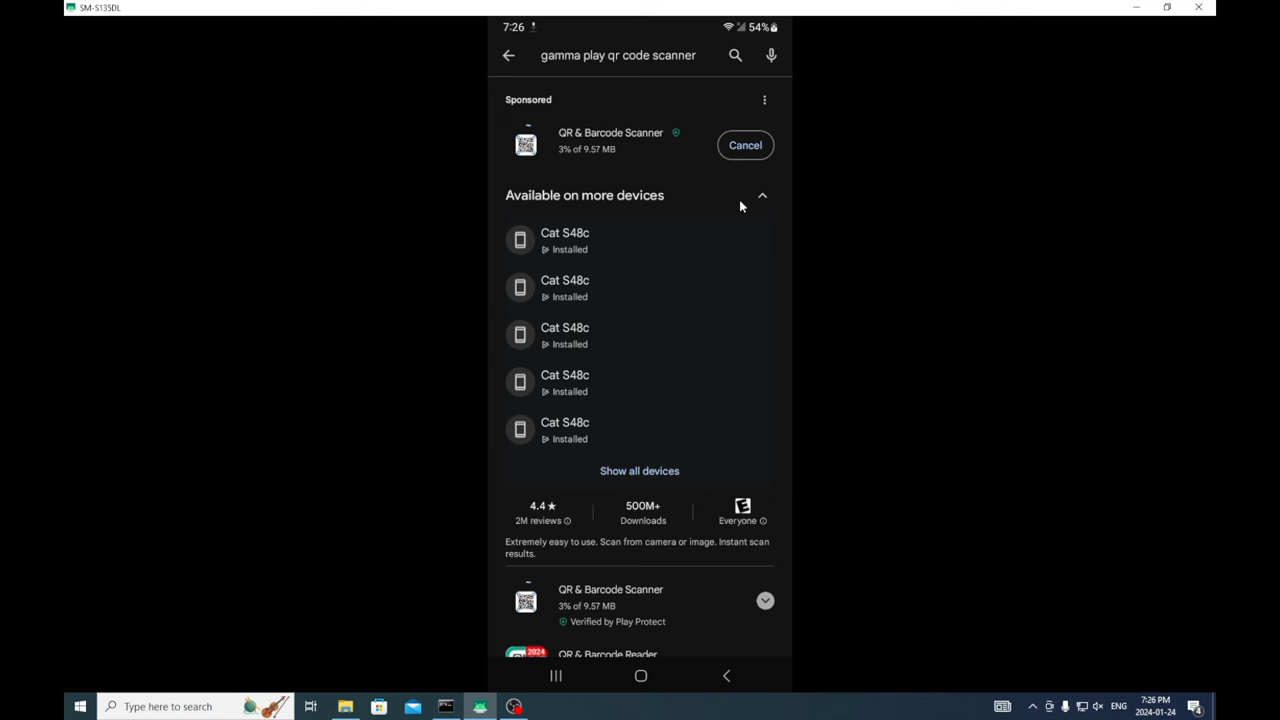 SM-S135DL
7:26
54%
gamma play qr code scanner
Sponsored
QR & Barcode Scanner
3% of 9.57 MB
Cancel
Available on more devices
Cat S48c
Installed
Cat S48c
Installed
Cat S48c
Installed
Cat S48c
Installed
Cat S48c
Installed
Show all devices
4.4★ 500M+ E
2M reviews Downloads Everyone
Extremely easy to use. Scan from camera or image. Instant scan
results.
QR & Barcode Scanner
3% of 9.57 MB
Verified by Play Protect
2024
QR & Barcode Reader
Type here to search
ENG
7:26 PM
2024-01-24
4